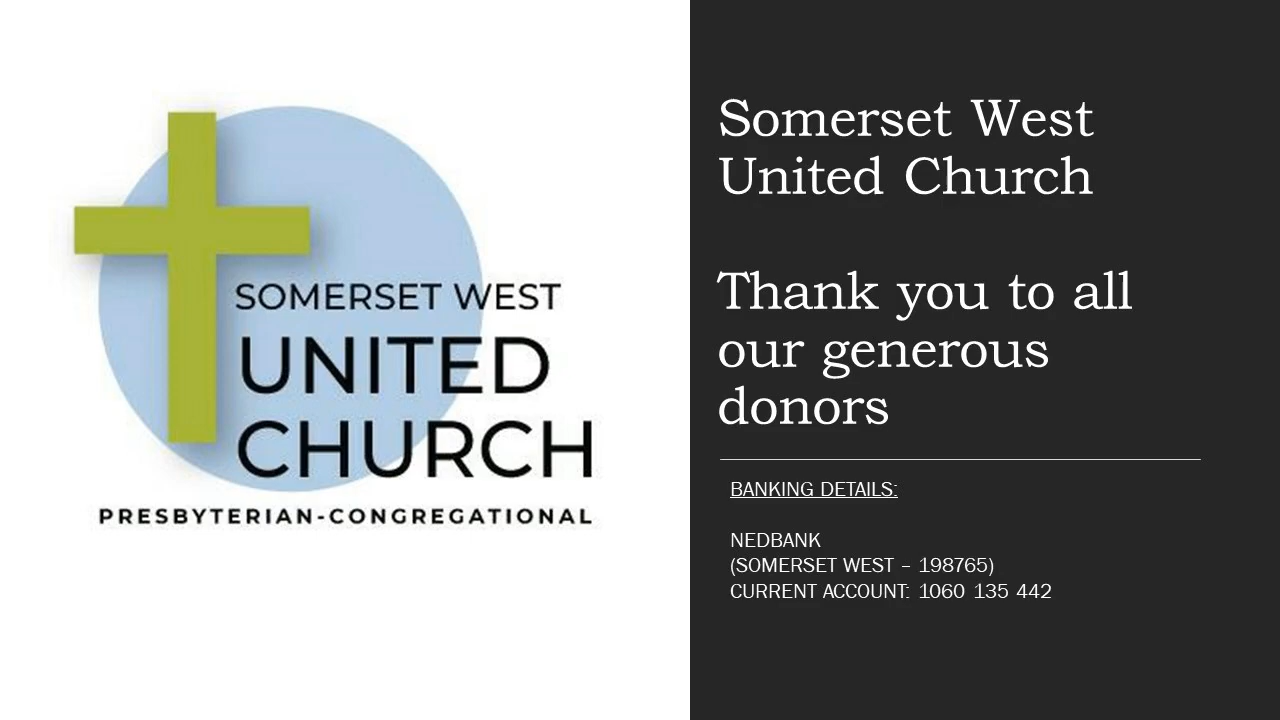 SOMERSET WEST
UNITED
CHURCH
PRESBYTERIAN-CONGREGATIONAL
Somerset West
United Church
Thank you to all
our generous
donors
BANKING DETAILS:
NEDBANK
(SOMERSET WEST – 198765)
CURRENT ACCOUNT: 1060 135 442